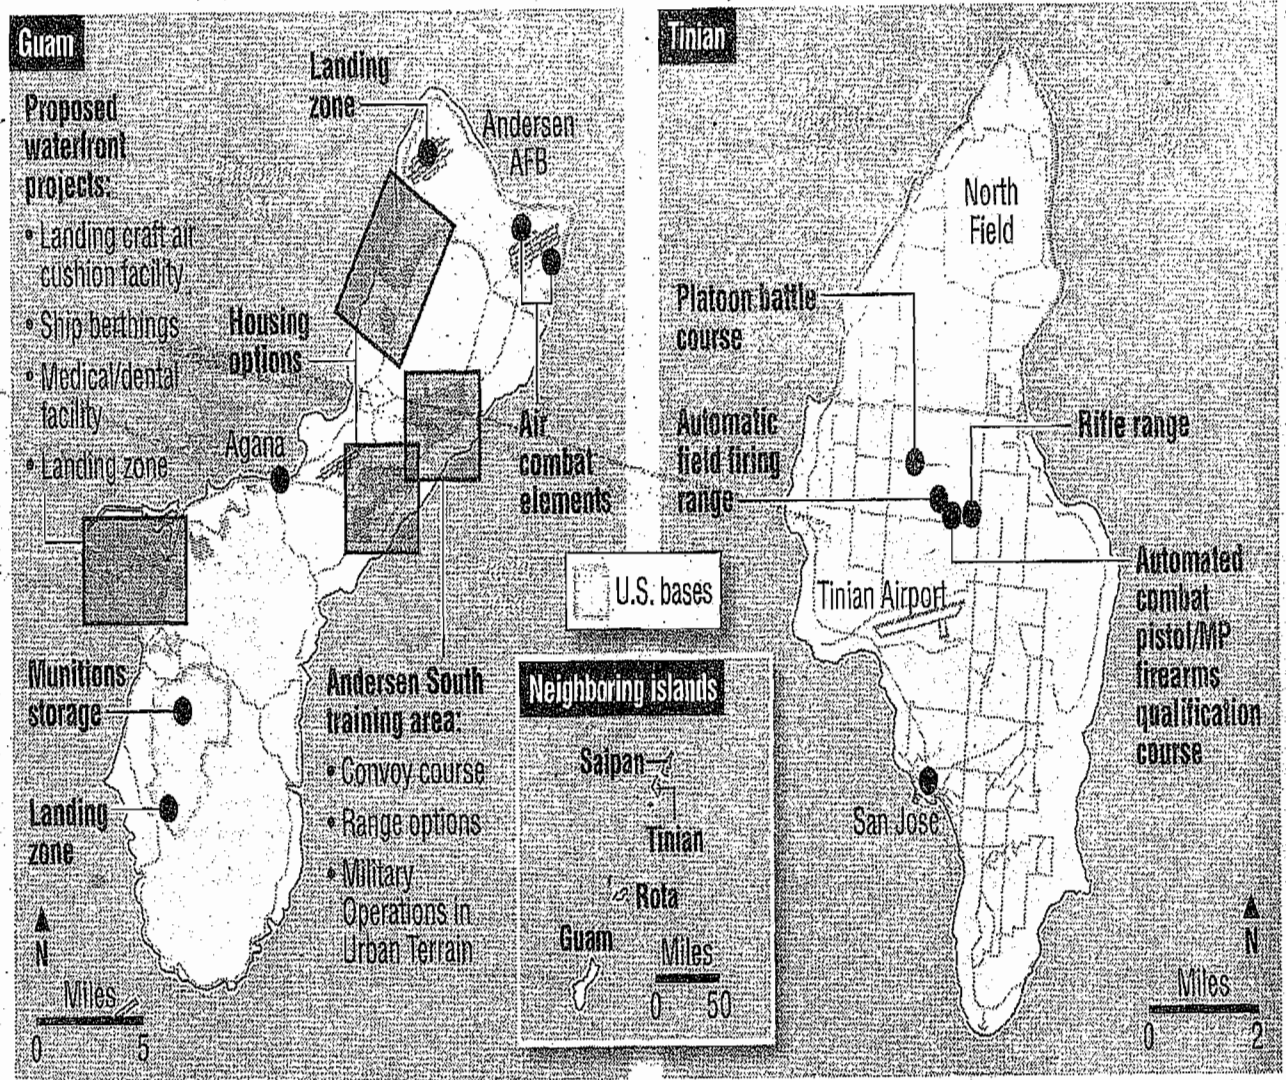 Guam
Landing
zone
Andersen
AFB
Proposed
waterfront
projects:
• Landing craft air
cushion facility
• Ship berthings
• Medical/dental
facility
• Landing zone
Housing
options
Agana
Air
combat
elements
Munitions
storage
Landing
zone
Andersen South
training area:
• Convoy course
• Range options
• Military
Operations in
Urban Terrain
N
Miles
0 5
U.S. bases
Neighboring islands
Saipan
Tinian
Rota
Guam
Miles
0 50
Tinian
North
Field
Platoon battle
course
Automatic
field firing
range
Rifle range
Tinian Airport
Automated
combat
pistol/MP
firearms
qualification
course
San Jose
N
Miles
0 2